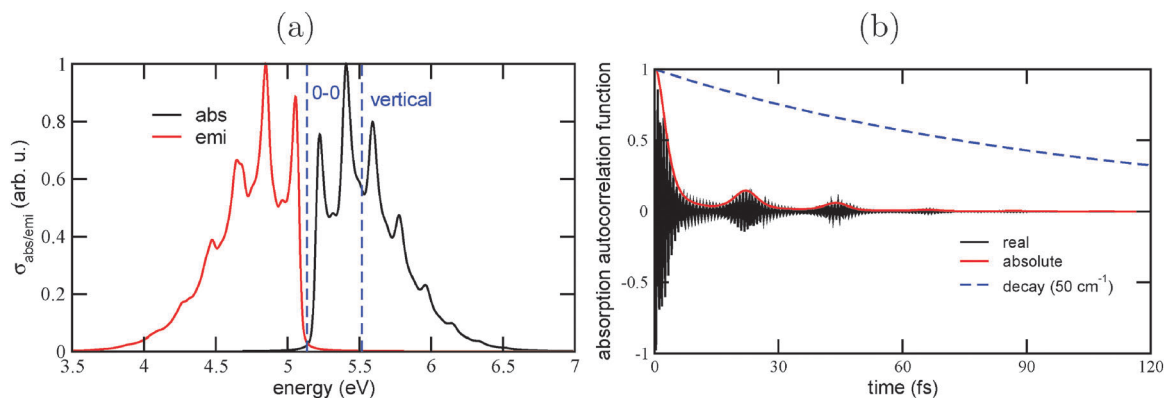 (a)
σabs/emi (arb. u.)
1
0.8
0.6
0.4
0.2
0
abs
emi
0-0
vertical
3.5 4 4.5 5 5.5 6 6.5 7
energy (eV)
(b)
absorption autocorrelation function
1
0.5
0
-0.5
-1
real
absolute
decay (50 cm⁻¹)
0 30 60 90 120
time (fs)